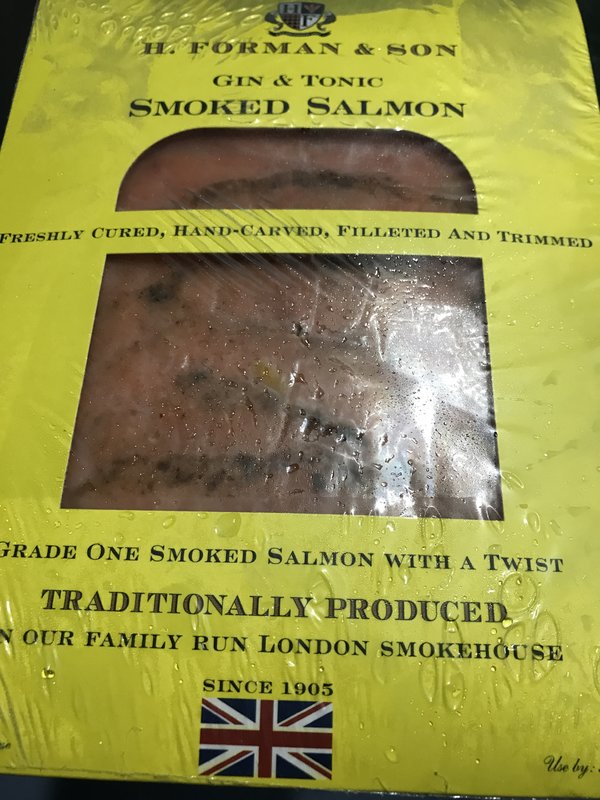 H F
H. FORMAN & SON
GIN & TONIC
SMOKED SALMON
FRESHLY CURED, HAND-CARVED, FILLETED AND TRIMMED
GRADE ONE SMOKED SALMON WITH A TWIST
TRADITIONALLY PRODUCED
N OUR FAMILY RUN LONDON SMOKEHOUSE
SINCE 1905
Use by: